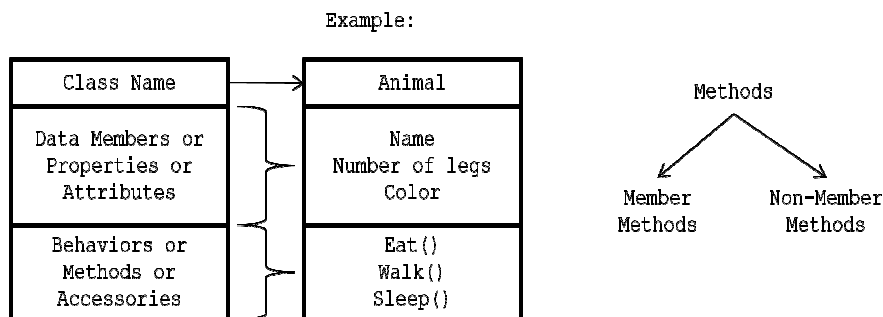 Example:
Class Name
Data Members or
Properties or
Attributes
Behaviors or
Methods or
Accessories
Animal
Name
Number of legs
Color
Eat()
Walk()
Sleep()
Methods
Member
Methods
Non-Member
Methods